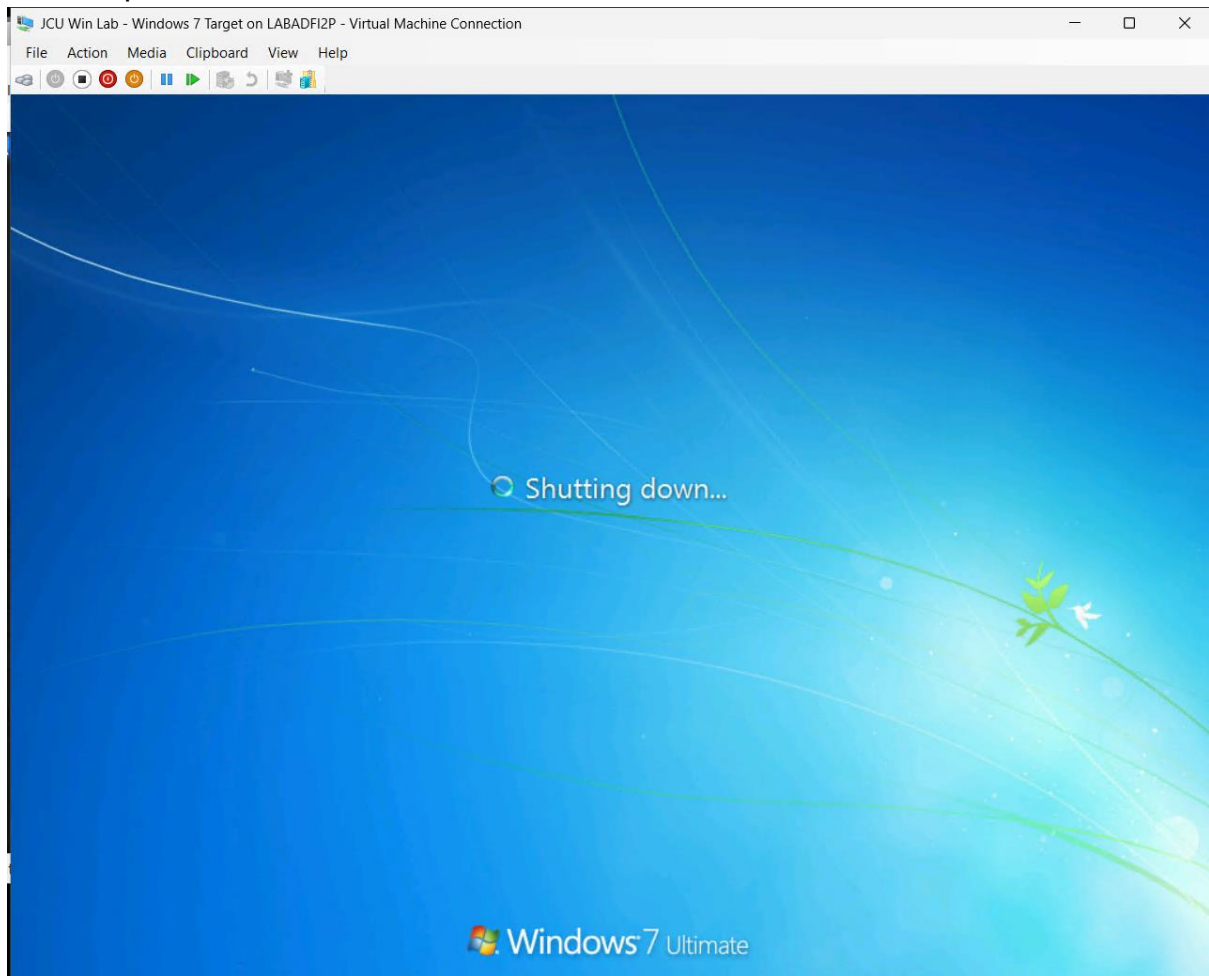 JCU Win Lab - Windows 7 Target on LABADFI2P - Virtual Machine Connection
File Action Media Clipboard View Help
Shutting down...
Windows 7 Ultimate